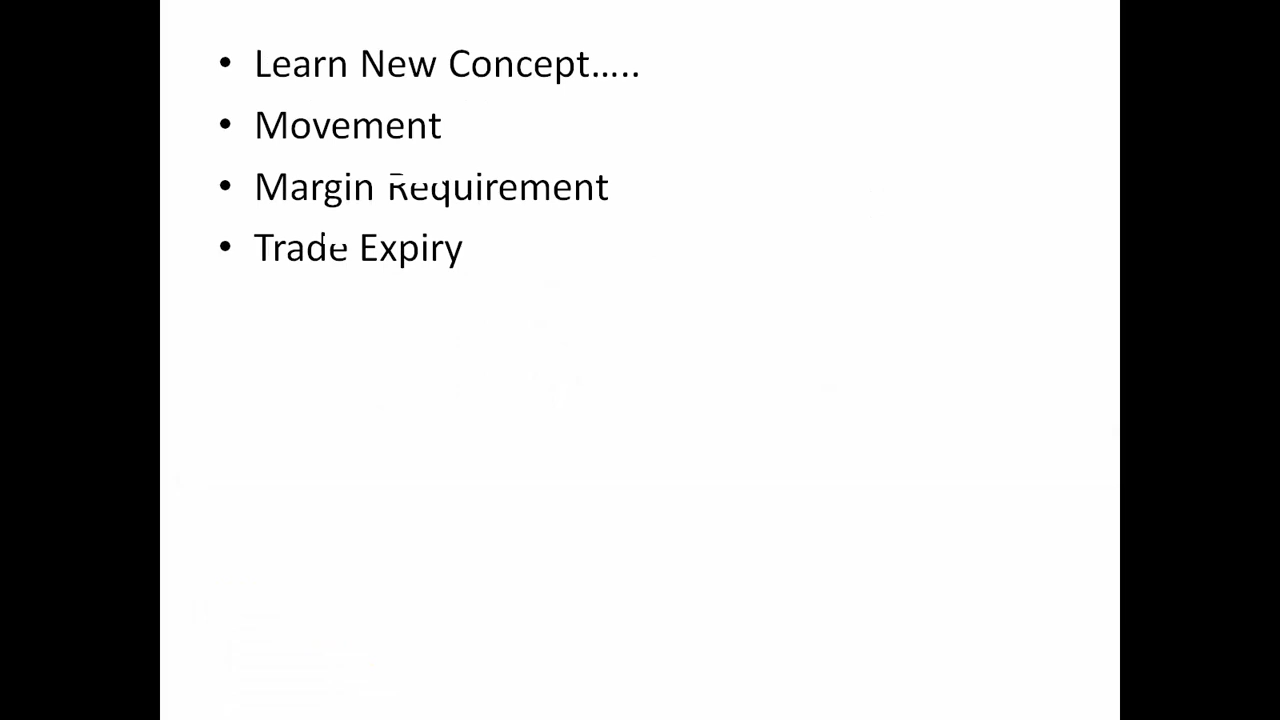 • Learn New Concept.....
• Movement
• Margin Requirement
• Trade Expiry